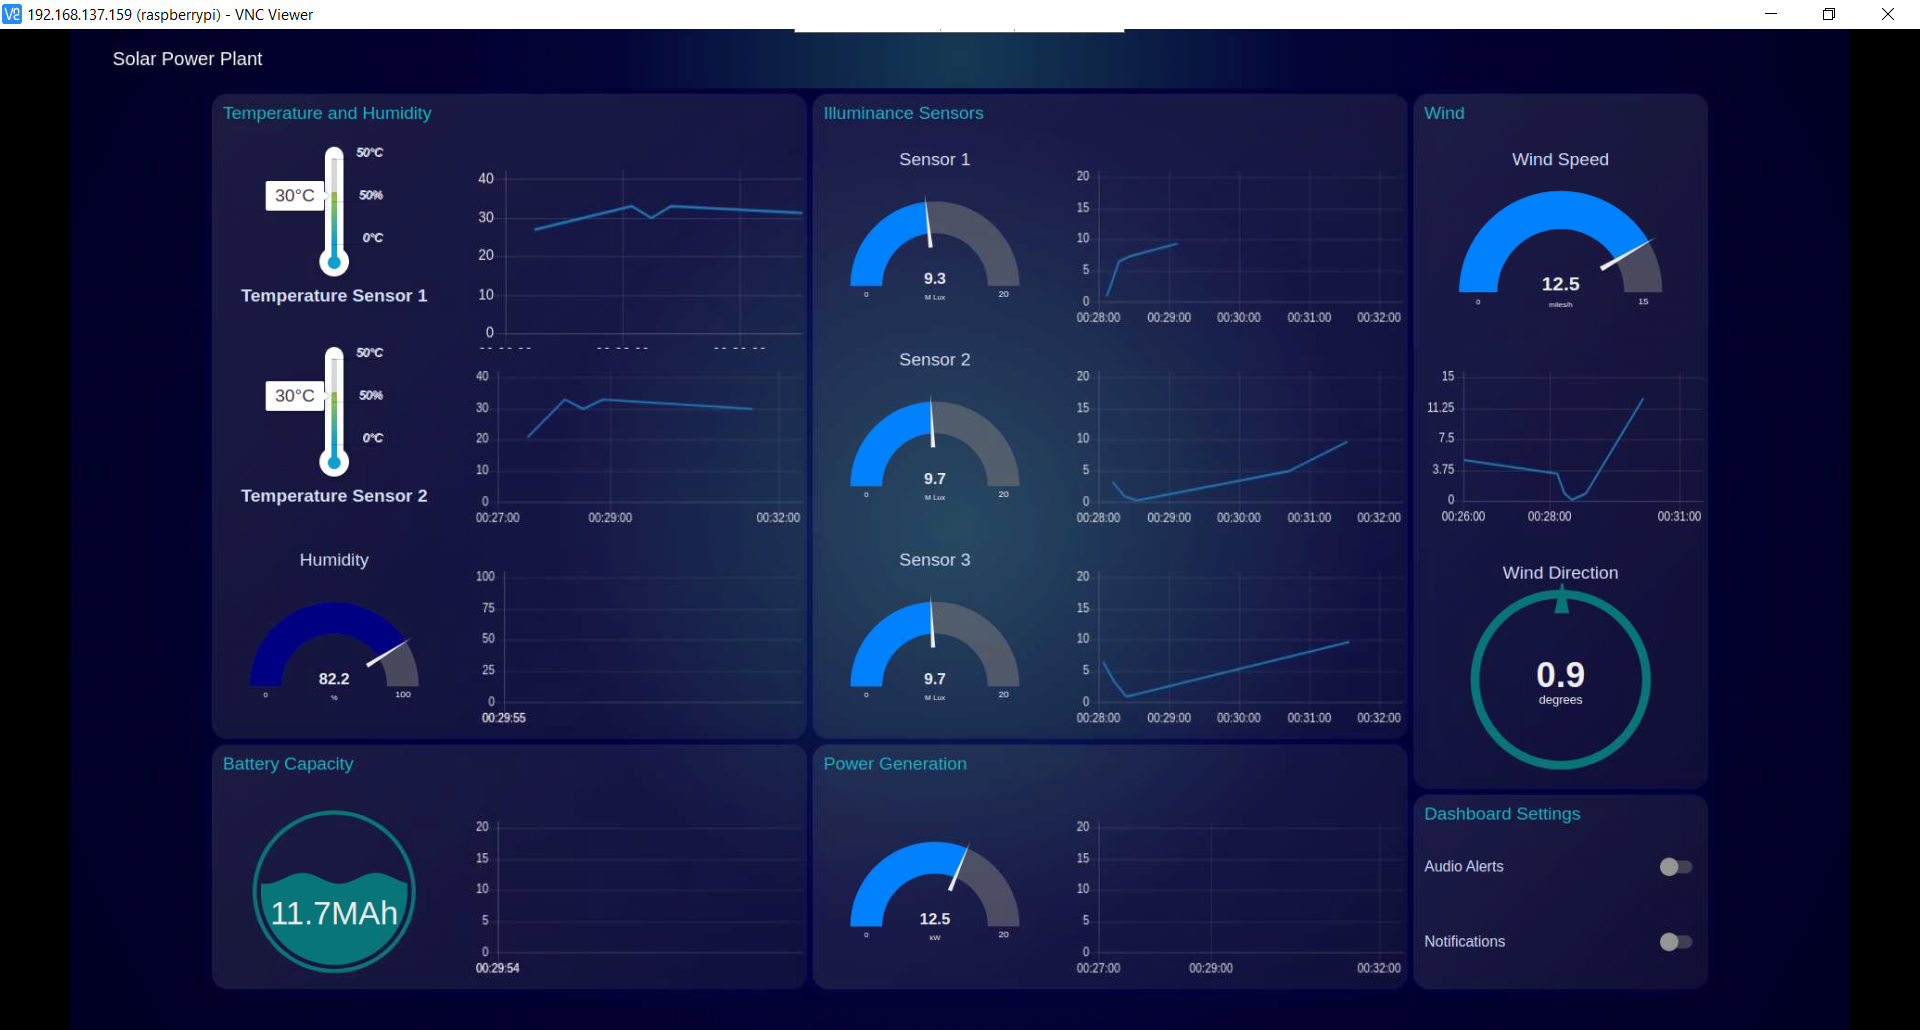 192.168.137.159 (raspberrypi) - VNC Viewer
Solar Power Plant
Temperature and Humidity
50°C
30°C
50%
0°C
Temperature Sensor 1
40
30
20
10
0
50°C
30°C
50%
0°C
Temperature Sensor 2
40
30
20
10
0
00:27:00 00:29:00 00:32:00
Humidity
82.2
%
0 100
100
75
50
25
0
00:29:55
Illuminance Sensors
Sensor 1
9.3
M Lux
0 20
20
15
10
5
0
00:28:00 00:29:00 00:30:00 00:31:00 00:32:00
Sensor 2
9.7
M Lux
0 20
20
15
10
5
0
00:28:00 00:29:00 00:30:00 00:31:00 00:32:00
Sensor 3
9.7
M Lux
0 20
20
15
10
5
0
00:28:00 00:29:00 00:30:00 00:31:00 00:32:00
Wind
Wind Speed
12.5
miles/h
0 15
15
11.25
7.5
3.75
0
00:26:00 00:28:00 00:31:00
Wind Direction
0.9
degrees
Battery Capacity
11.7MAh
20
15
10
5
0
00:29:54
Power Generation
12.5
kW
0 20
20
15
10
5
0
00:27:00 00:29:00 00:32:00
Dashboard Settings
Audio Alerts
Notifications